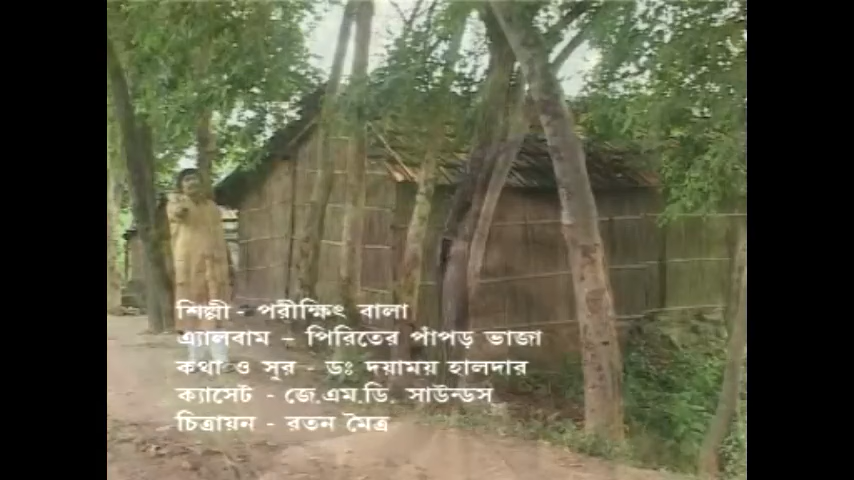 শিল্পী - পরীক্ষিৎ বালা
এ্যালবাম – পিরিতের পাঁপড় ভাজা
কথা ও সুর - ডঃ দয়াময় হালদার
ক্যাসেট - জে.এম.ডি. সাউন্ডস
চিত্রায়ন - রতন মৈত্র